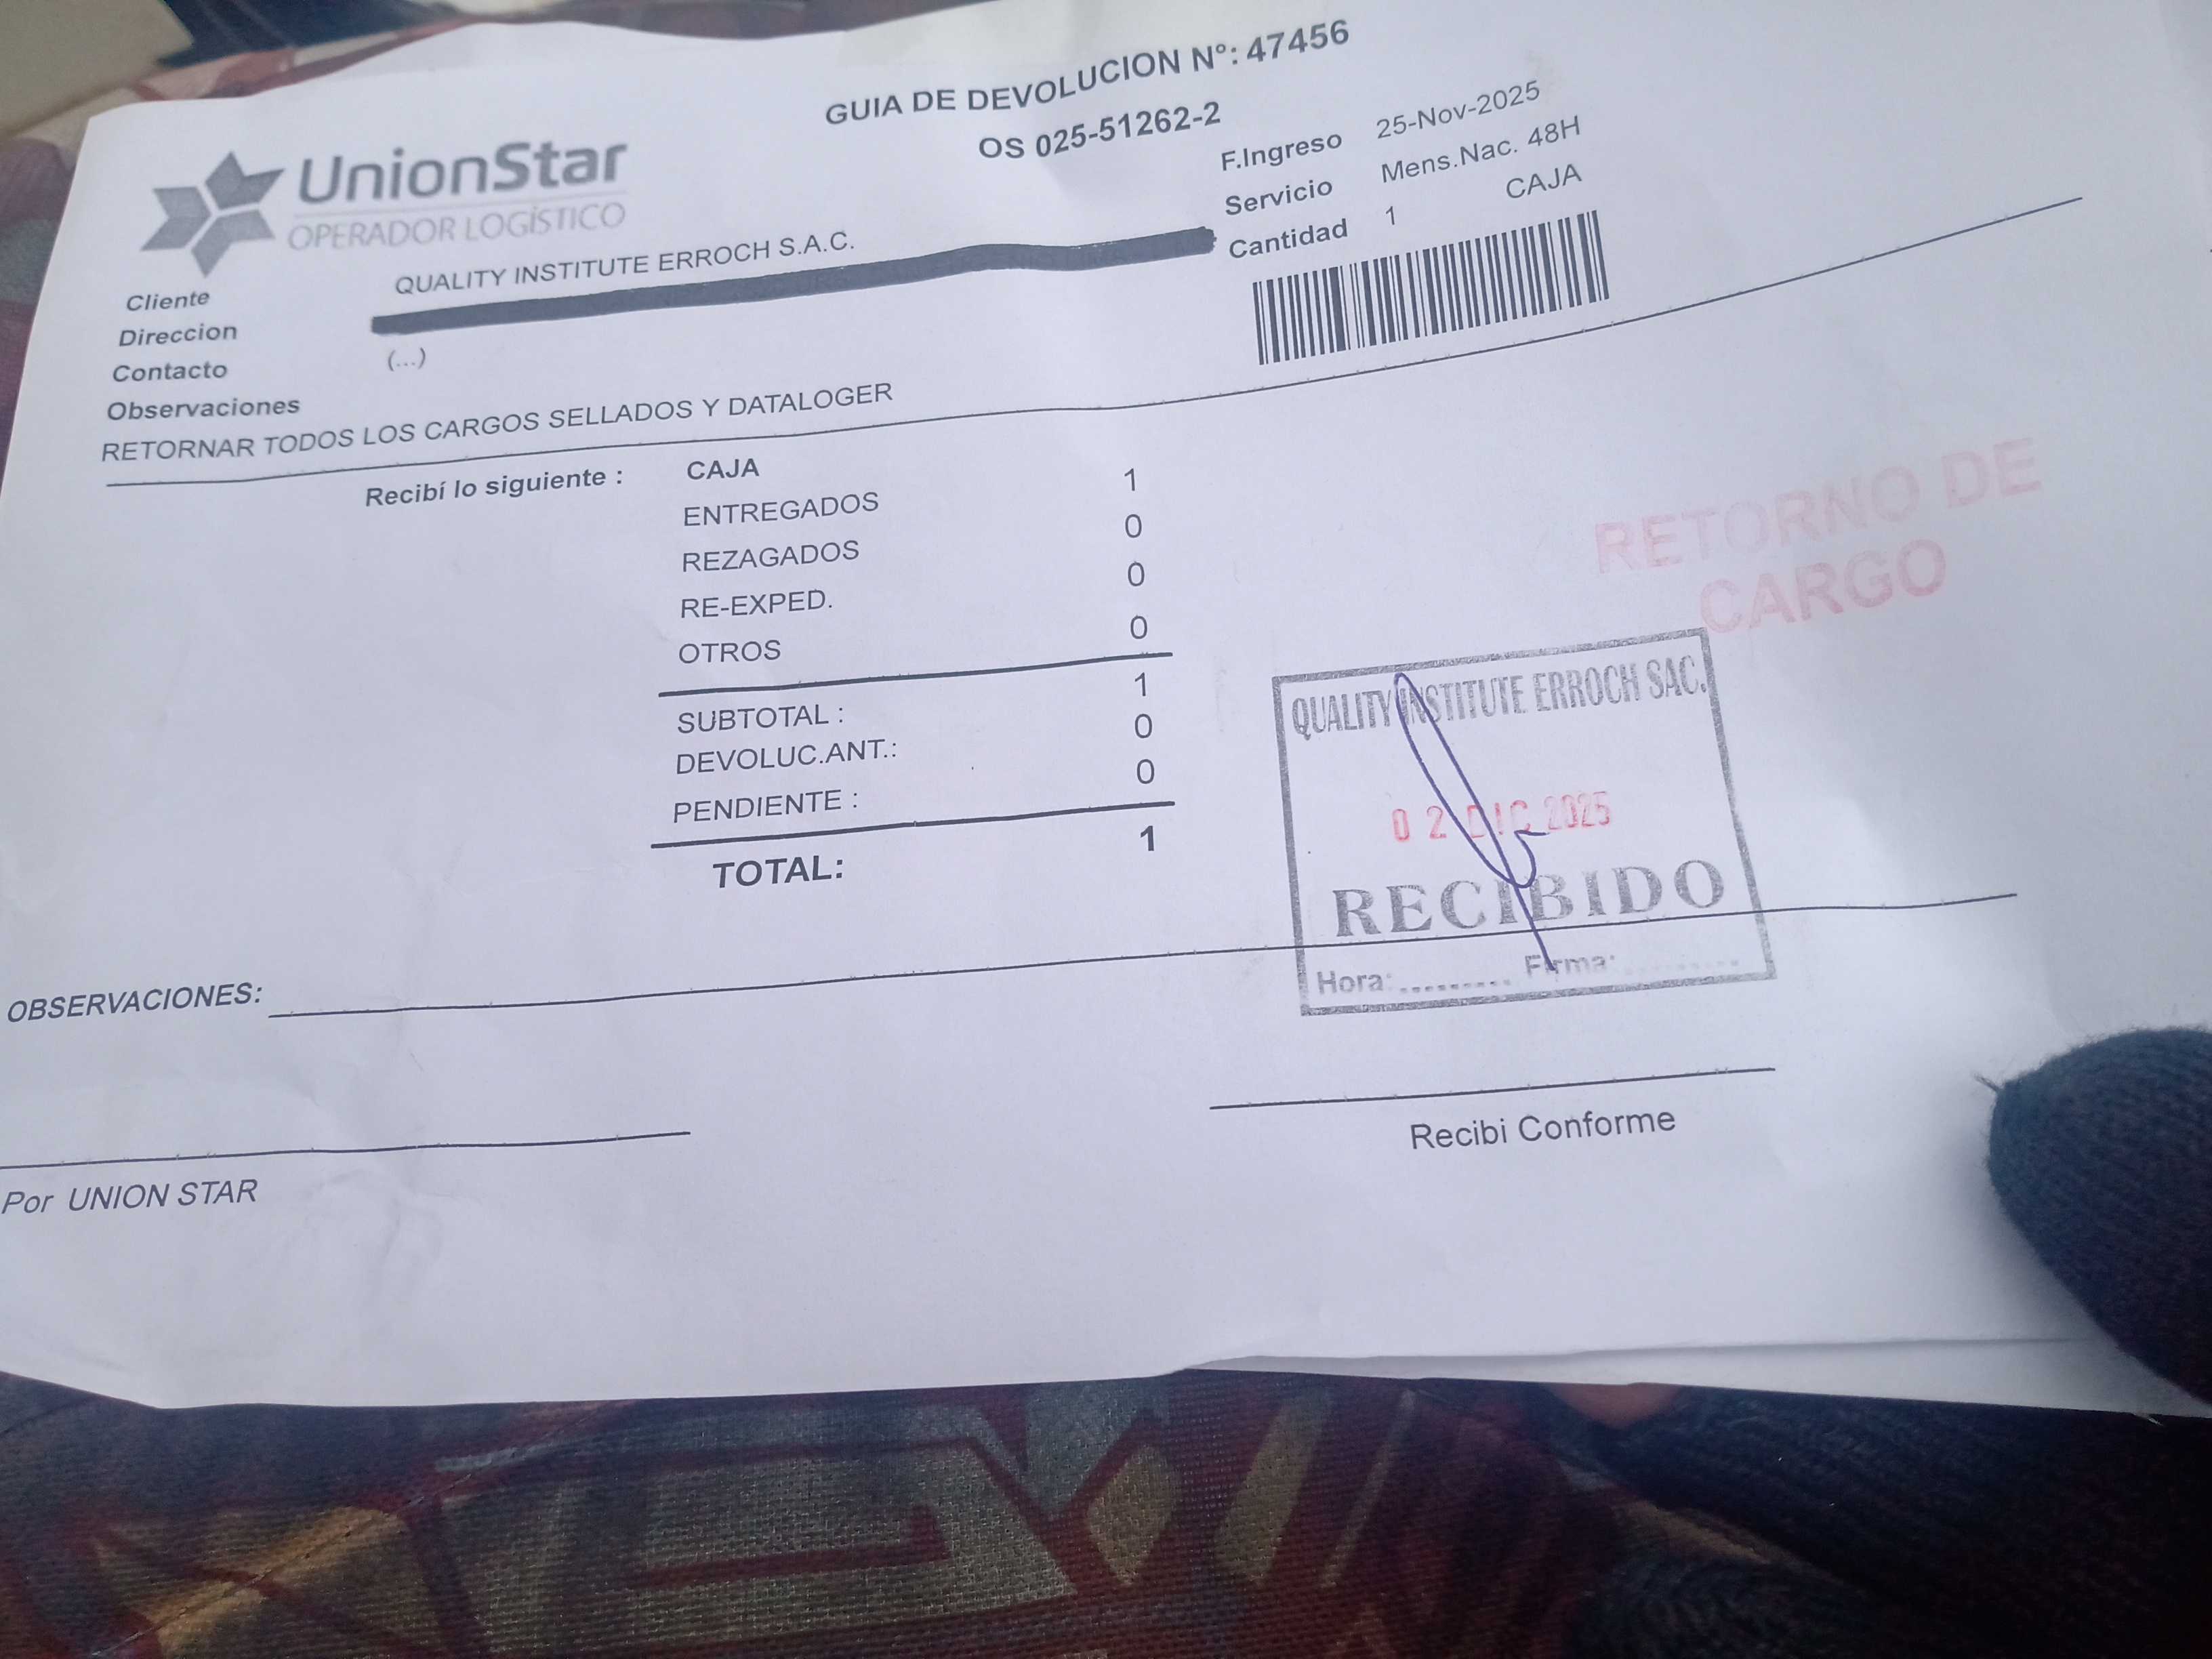 GUIA DE DEVOLUCION Nº: 47456
OS 025-51262-2
UnionStar
OPERADOR LOGÍSTICO
F.Ingreso 25-Nov-2025
Servicio Mens.Nac. 48H
Cantidad 1 CAJA
Cliente QUALITY INSTITUTE ERROCH S.A.C.
Direccion
Contacto (...)
Observaciones
RETORNAR TODOS LOS CARGOS SELLADOS Y DATALOGER
Recibí lo siguiente : CAJA
ENTREGADOS 1
REZAGADOS 0
RE-EXPED. 0
OTROS 0
SUBTOTAL : 1
DEVOLUC.ANT.: 0
PENDIENTE : 0
TOTAL: 1
RETORNO DE
CARGO
QUALITY INSTITUTE ERROCH SAC.
02 DIC 2025
RECIBIDO
Hora:.......... Firma:..........
OBSERVACIONES:
Recibi Conforme
Por UNION STAR